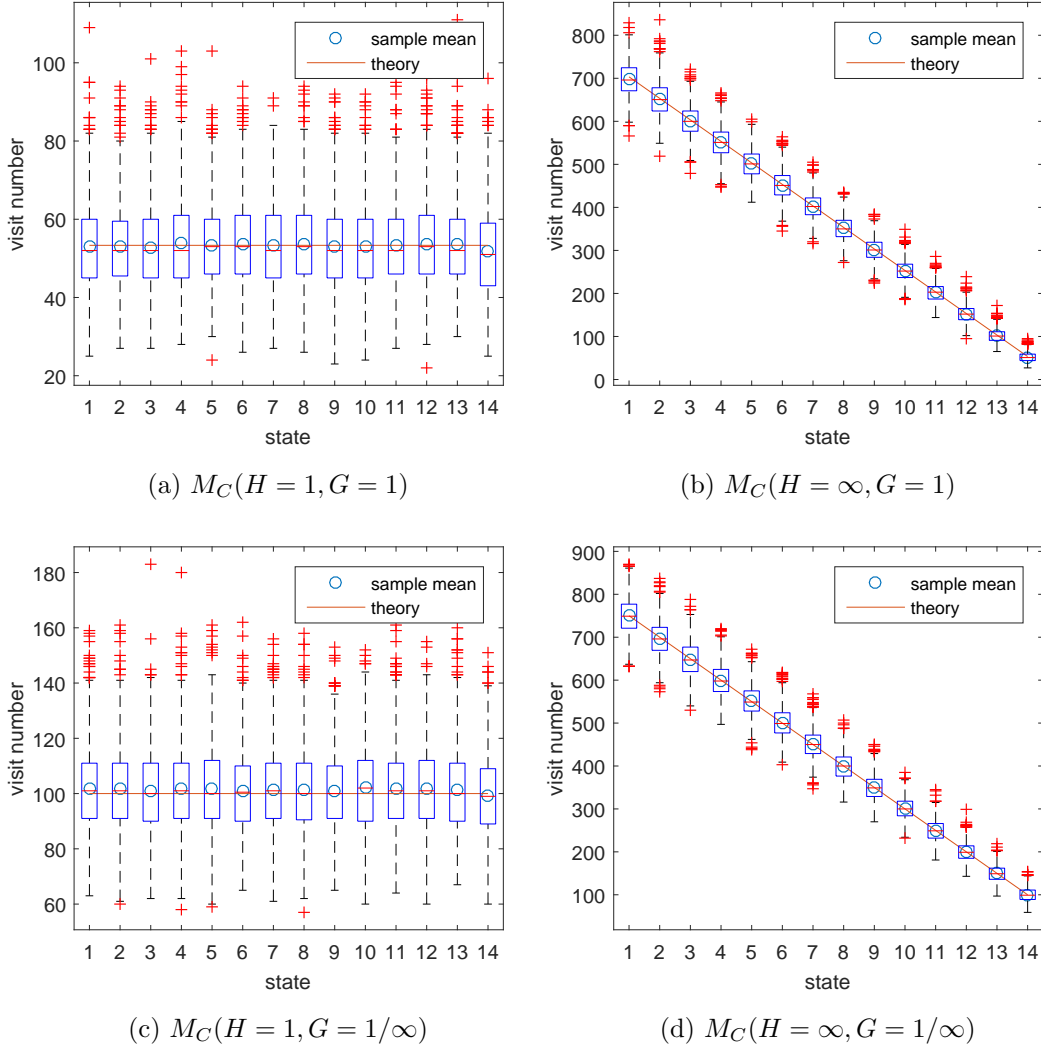 sample mean
theory
100
80
60
40
20
visit number
1 2 3 4 5 6 7 8 9 10 11 12 13 14
state
(a) M_C(H = 1, G = 1)
sample mean
theory
800
700
600
500
400
300
200
100
0
visit number
1 2 3 4 5 6 7 8 9 10 11 12 13 14
state
(b) M_C(H = ∞, G = 1)
sample mean
theory
180
160
140
120
100
80
60
visit number
1 2 3 4 5 6 7 8 9 10 11 12 13 14
state
(c) M_C(H = 1, G = 1/∞)
sample mean
theory
900
800
700
600
500
400
300
200
100
visit number
1 2 3 4 5 6 7 8 9 10 11 12 13 14
state
(d) M_C(H = ∞, G = 1/∞)